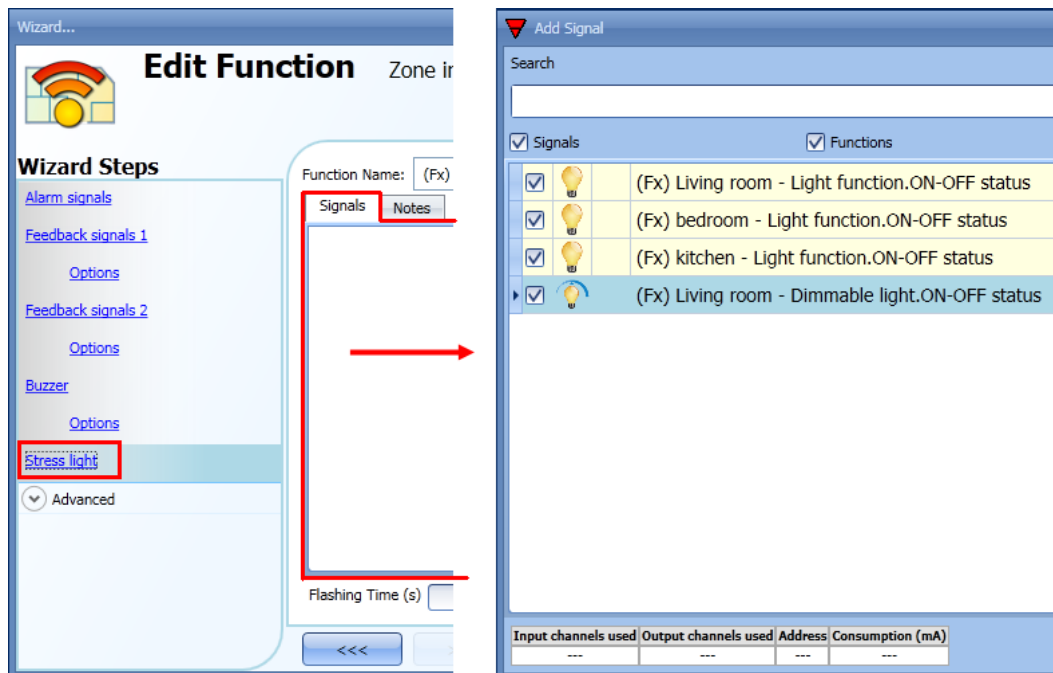 Wizard...
Edit Function Zone in
Wizard Steps
Alarm signals
Feedback signals 1
Options
Feedback signals 2
Options
Buzzer
Options
Stress light
Advanced
Function Name: (Fx)
Signals Notes
Flashing Time (s)
<<<
Add Signal
Search
Signals Functions
(Fx) Living room - Light function.ON-OFF status
(Fx) bedroom - Light function.ON-OFF status
(Fx) kitchen - Light function.ON-OFF status
(Fx) Living room - Dimmable light.ON-OFF status
Input channels used Output channels used Address Consumption (mA)
--- --- --- ---